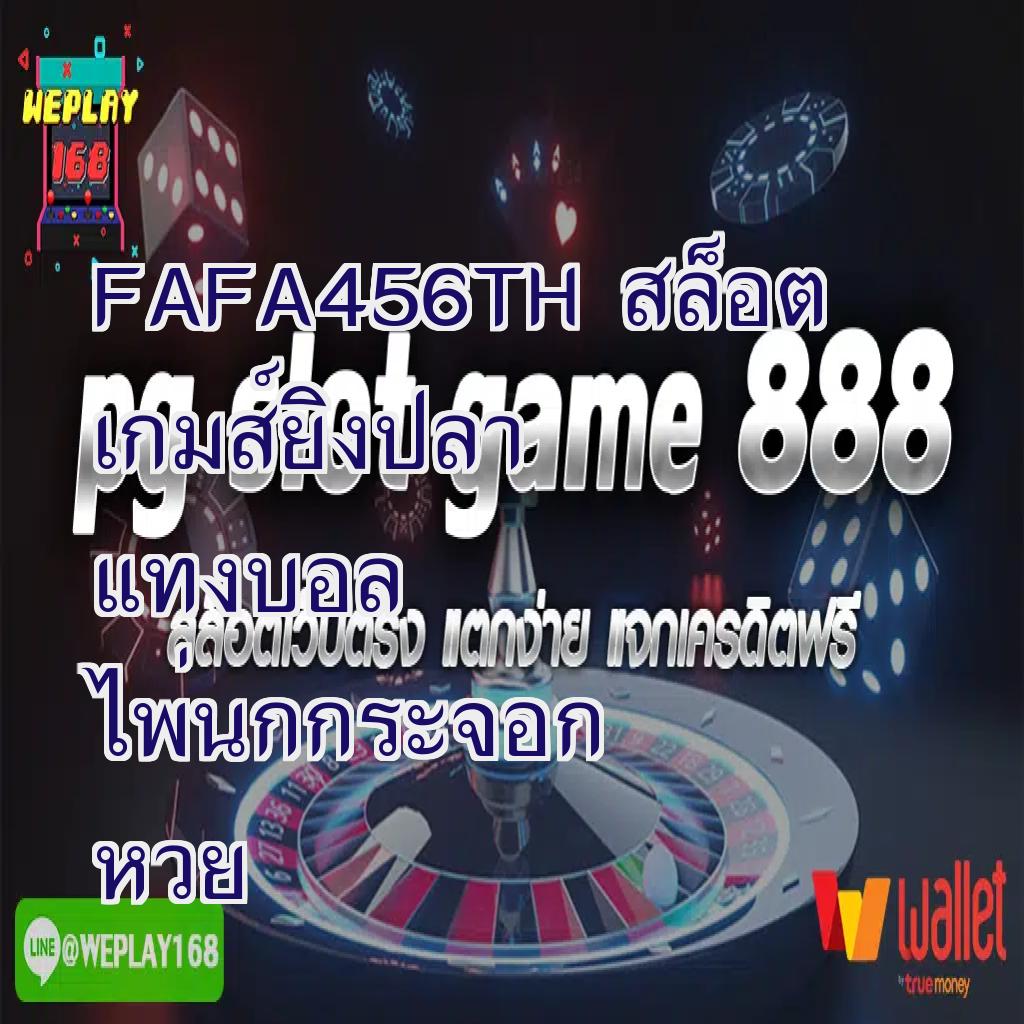 WEPLAY
168
FAFA456TH สล็อต
pg slot game 888
เกมส์ยิงปลา
แทงบอล
สล็อตเว็บตรง แตกง่าย แจกเครดิตฟรี
ไพ่นกกระจอก
หวย
LINE @WEPLAY168
wallet
by truemoney